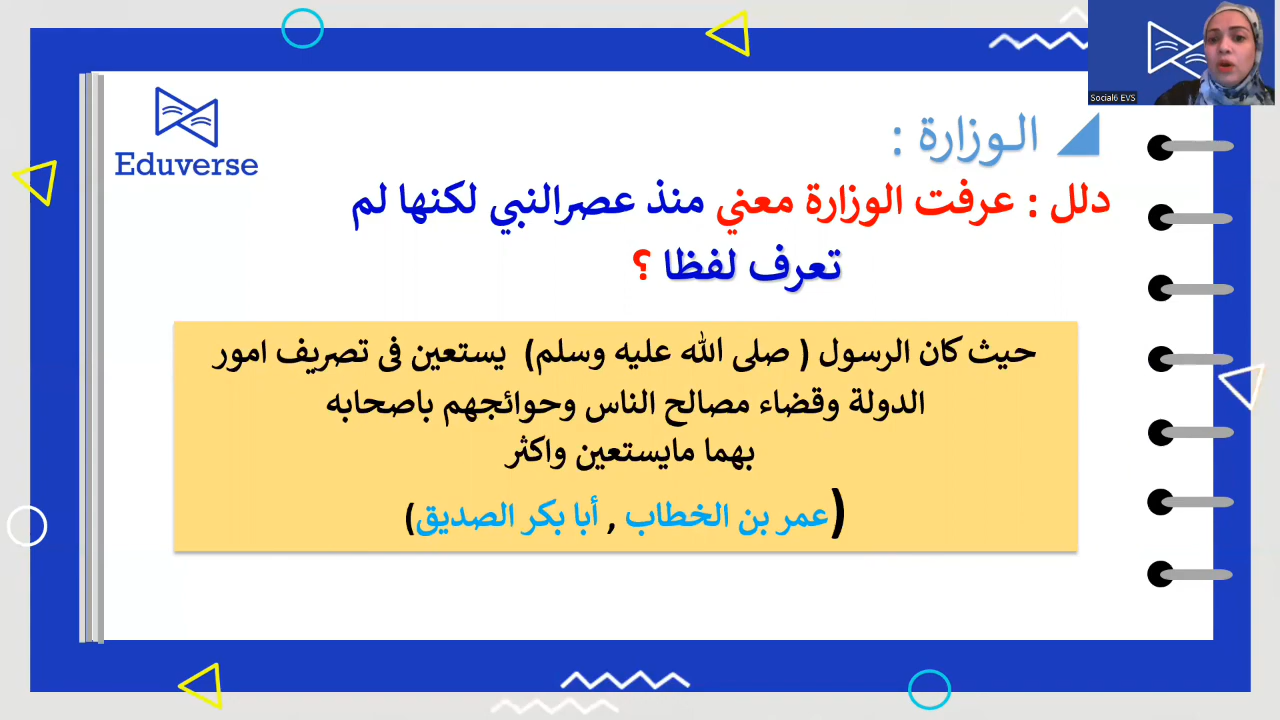 Social6 EVS
Eduverse
الـوزارة :
دلل : عرفت الوزارة معني منذ عصرالنبي لكنها لم
تعرف لفظا ؟
حيث كان الرسول ( صلى الله عليه وسلم) يستعين فى تصريف امور
الدولة وقضاء مصالح الناس وحوائجهم باصحابه
بهما مايستعين واكثر
(عمر بن الخطاب , أبا بكر الصديق)